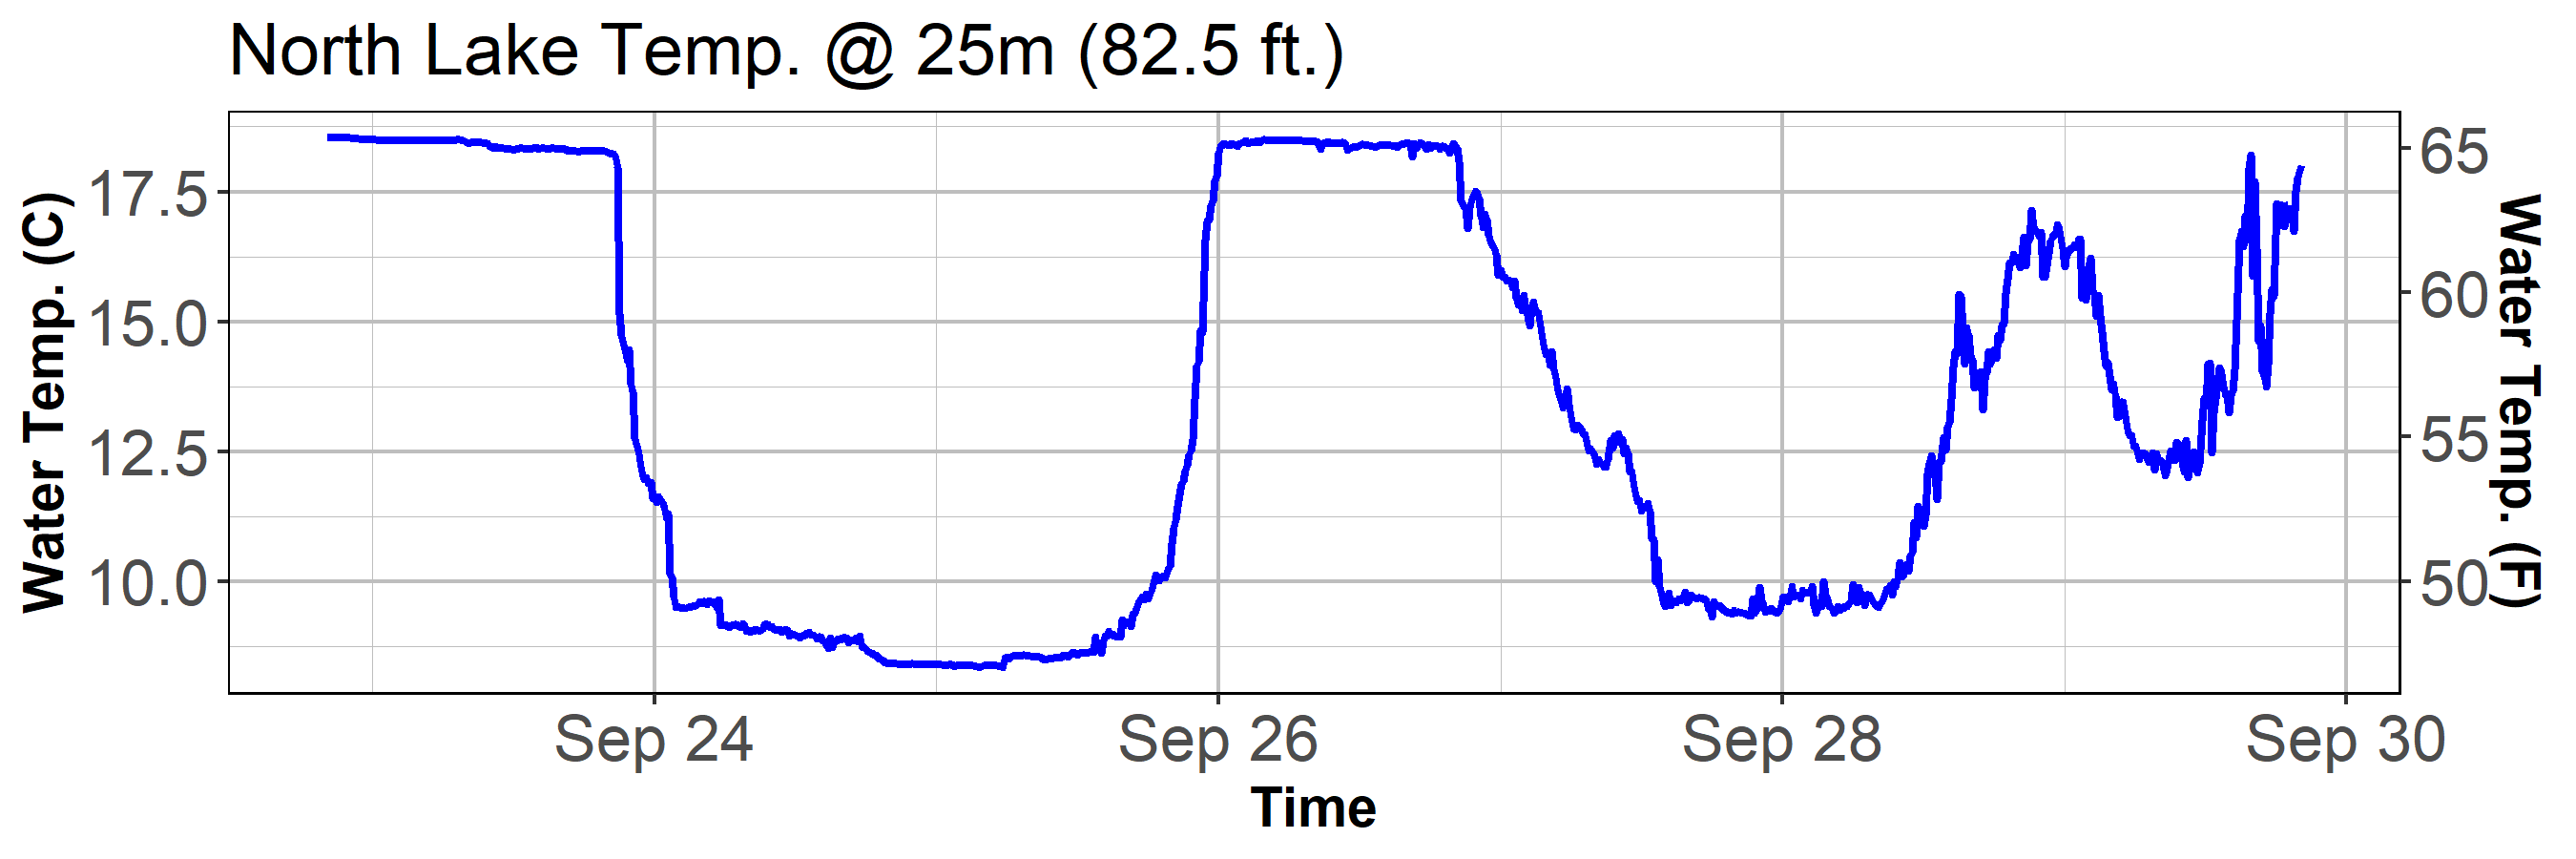 North Lake Temp. @ 25m (82.5 ft.)
Water Temp. (C)
17.5
15.0
12.5
10.0
65
60
55
50
Water Temp. (F)
Sep 24
Sep 26
Sep 28
Sep 30
Time